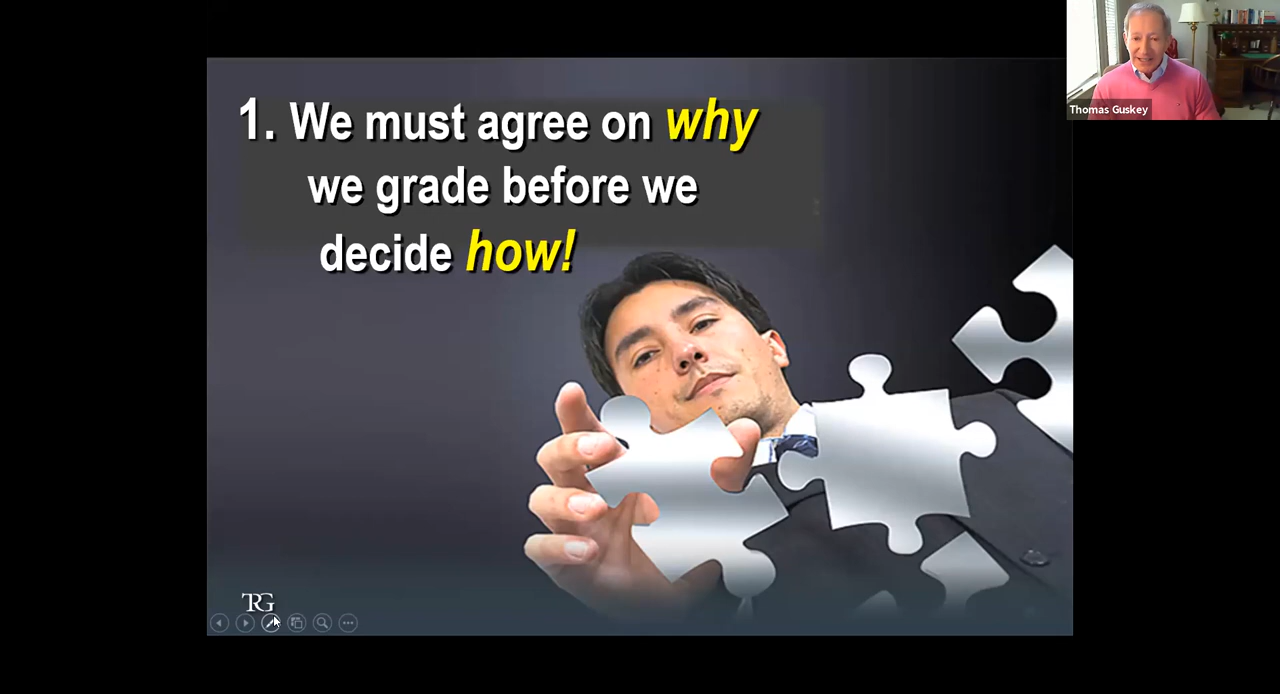 1. We must agree on why
we grade before we
decide how!
TRG
Thomas Guskey